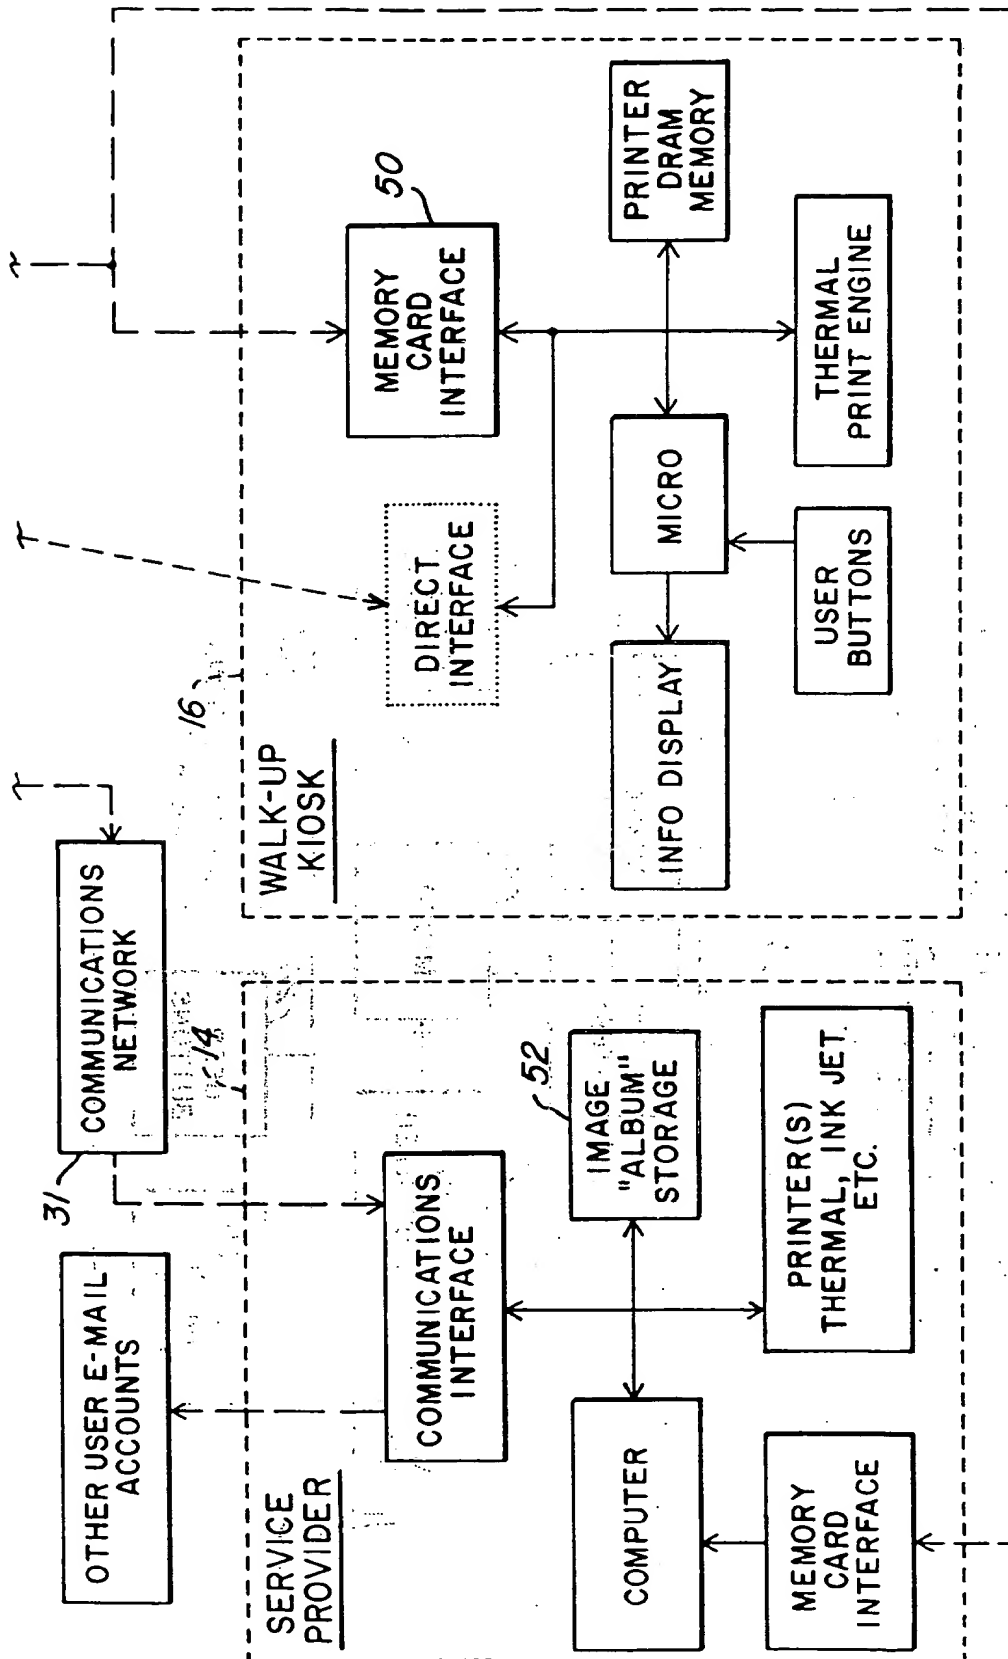 OTHER USER E-MAIL
ACCOUNTS
31
COMMUNICATIONS
NETWORK
SERVICE
PROVIDER
14
COMMUNICATIONS
INTERFACE
COMPUTER
52
IMAGE
"ALBUM"
STORAGE
MEMORY
CARD
INTERFACE
PRINTER(S)
THERMAL, INK JET
ETC.
WALK-UP
KIOSK
16
DIRECT
INTERFACE
50
MEMORY
CARD
INTERFACE
INFO DISPLAY
MICRO
PRINTER
DRAM
MEMORY
USER
BUTTONS
THERMAL
PRINT ENGINE